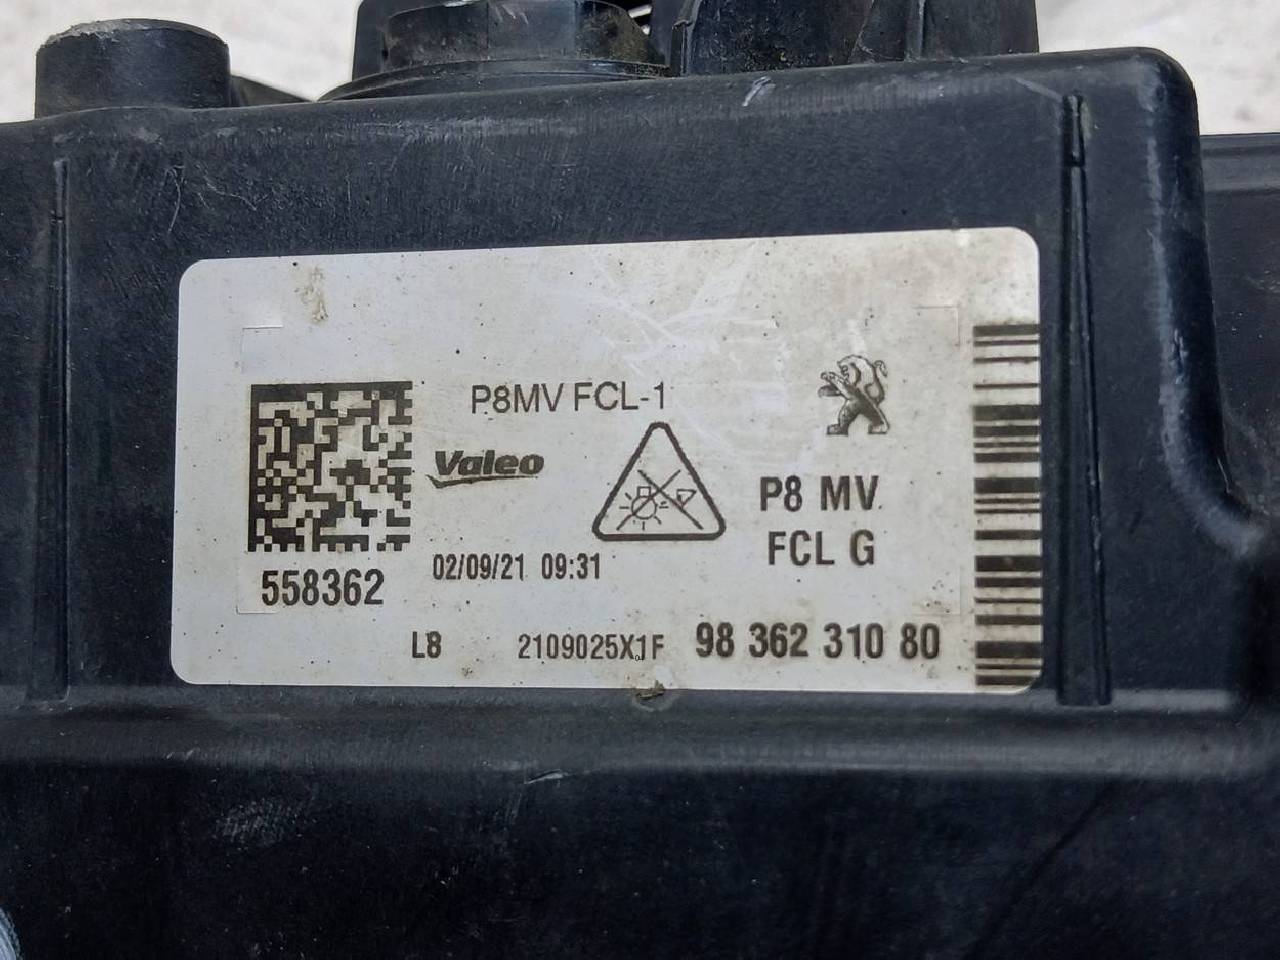 P8MV FCL-1
Valeo
P8 MV
FCL G
02/09/21 09:31
558362
L8 2109025X1F 98 362 310 80